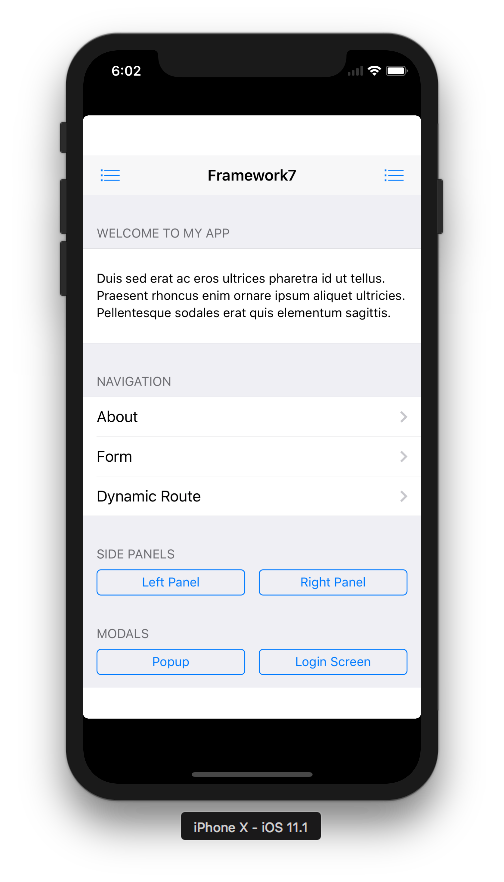 6:02
Framework7
WELCOME TO MY APP
Duis sed erat ac eros ultrices pharetra id ut tellus.
Praesent rhoncus enim ornare ipsum aliquet ultricies.
Pellentesque sodales erat quis elementum sagittis.
NAVIGATION
About
Form
Dynamic Route
SIDE PANELS
Left Panel Right Panel
MODALS
Popup Login Screen
iPhone X - iOS 11.1